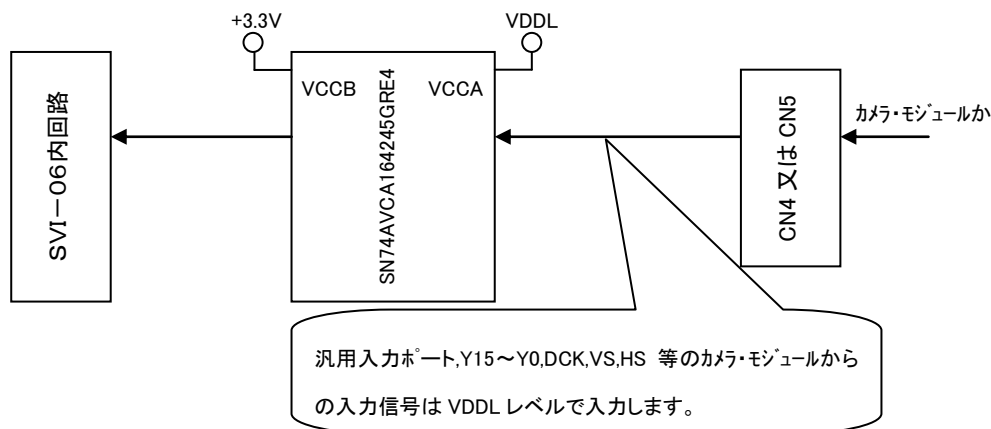 +3.3V
VDDL
VCCB
VCCA
SVI－06内回路
SN74AVCA164245GRE4
CN4 又は CN5
ｶﾒﾗ・ﾓｼﾞｭｰﾙか
汎用入力ﾎﾟｰﾄ,Y15～Y0,DCK,VS,HS 等のｶﾒﾗ・ﾓｼﾞｭｰﾙから
の入力信号は VDDL レベルで入力します。